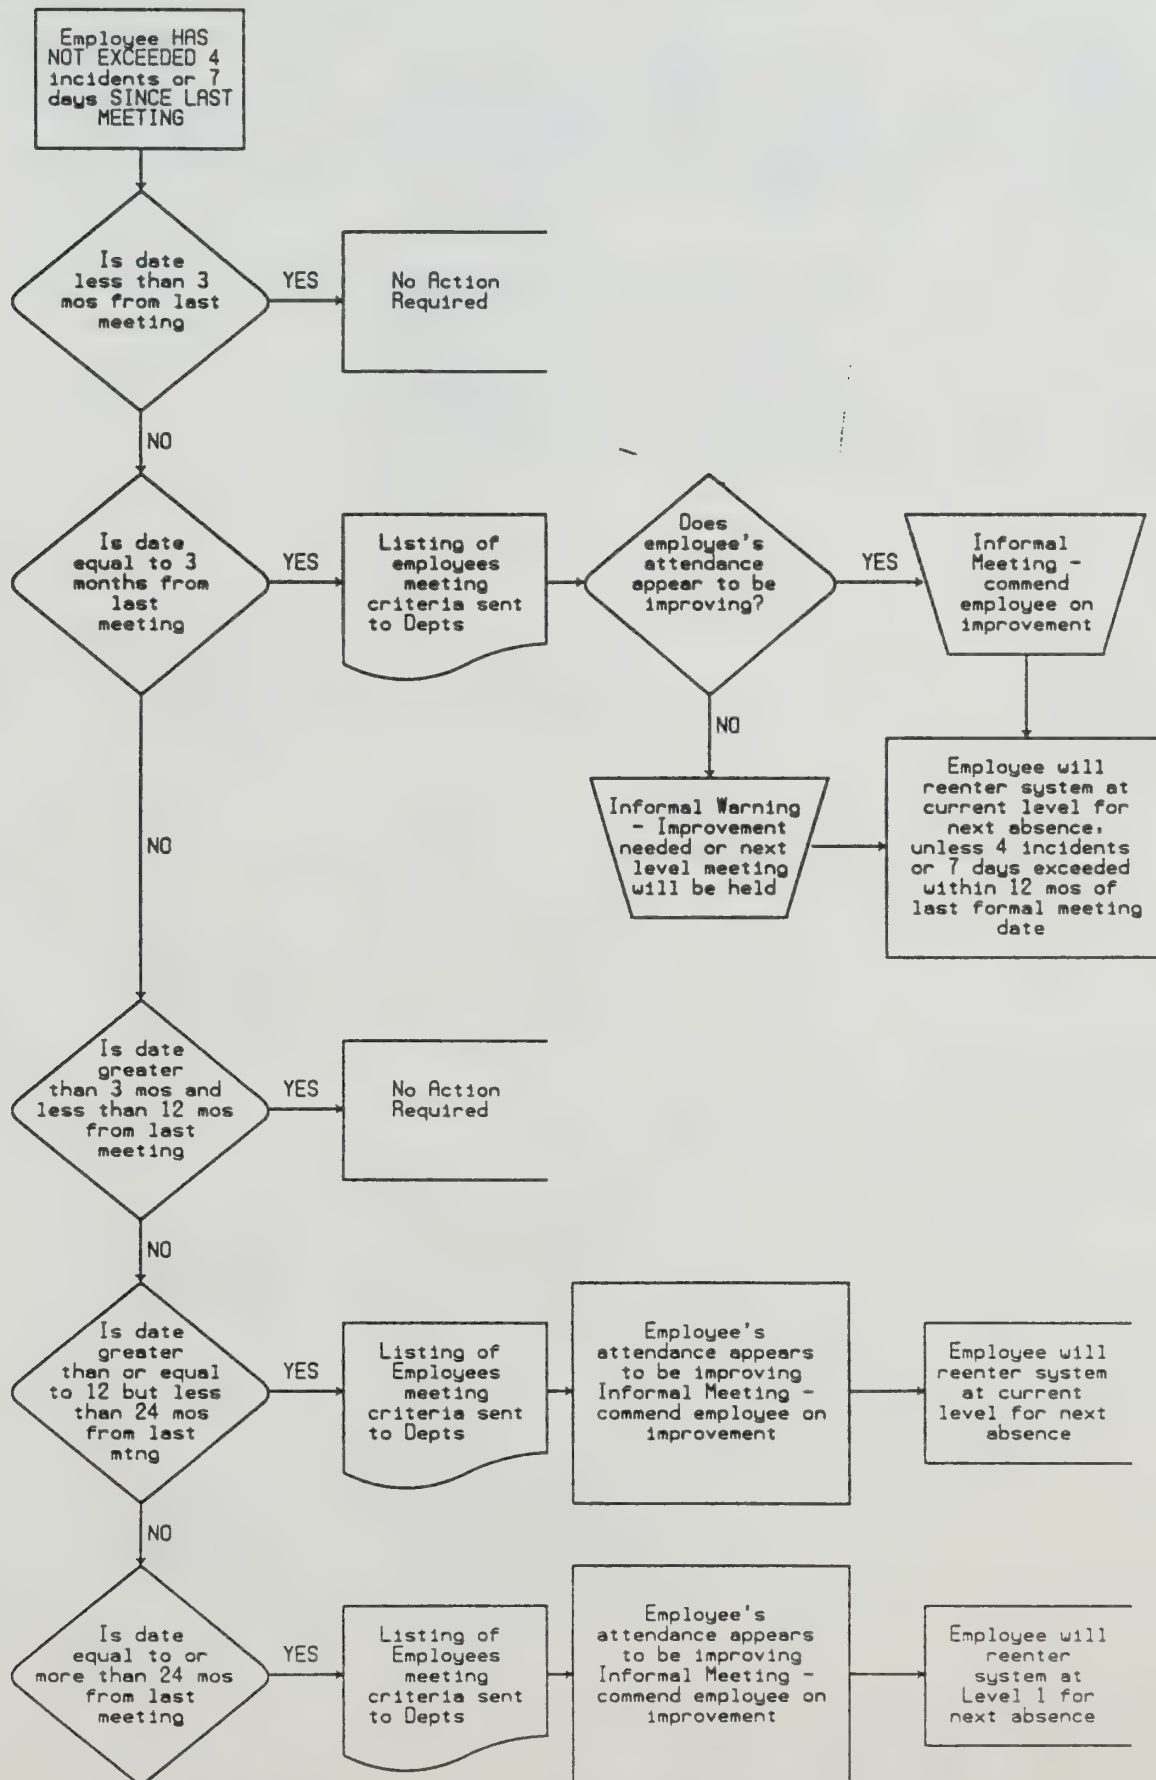 Employee HAS
NOT EXCEEDED 4
incidents or 7
days SINCE LAST
MEETING
Is date
less than 3
mos from last
meeting
YES
No Action
Required
NO
Is date
equal to 3
months from
last
meeting
YES
Listing of
employees
meeting
criteria sent
to Depts
Does
employee's
attendance
appear to be
improving?
YES
Informal
Meeting -
commend
employee on
improvement
NO
Informal Warning
- Improvement
needed or next
level meeting
will be held
Employee will
reenter system at
current level for
next absence,
unless 4 incidents
or 7 days exceeded
within 12 mos of
last formal meeting
date
NO
Is date
greater
than 3 mos and
less than 12 mos
from last
meeting
YES
No Action
Required
NO
Is date
greater
than or equal
to 12 but less
than 24 mos
from last
mtng
YES
Listing of
Employees
meeting
criteria sent
to Depts
Employee's
attendance appears
to be improving
Informal Meeting -
commend employee on
improvement
Employee will
reenter system
at current
level for next
absence
NO
Is date
equal to or
more than 24 mos
from last
meeting
YES
Listing of
Employees
meeting
criteria sent
to Depts
Employee's
attendance appears
to be improving
Informal Meeting -
commend employee on
improvement
Employee will
reenter
system at
Level 1 for
next absence